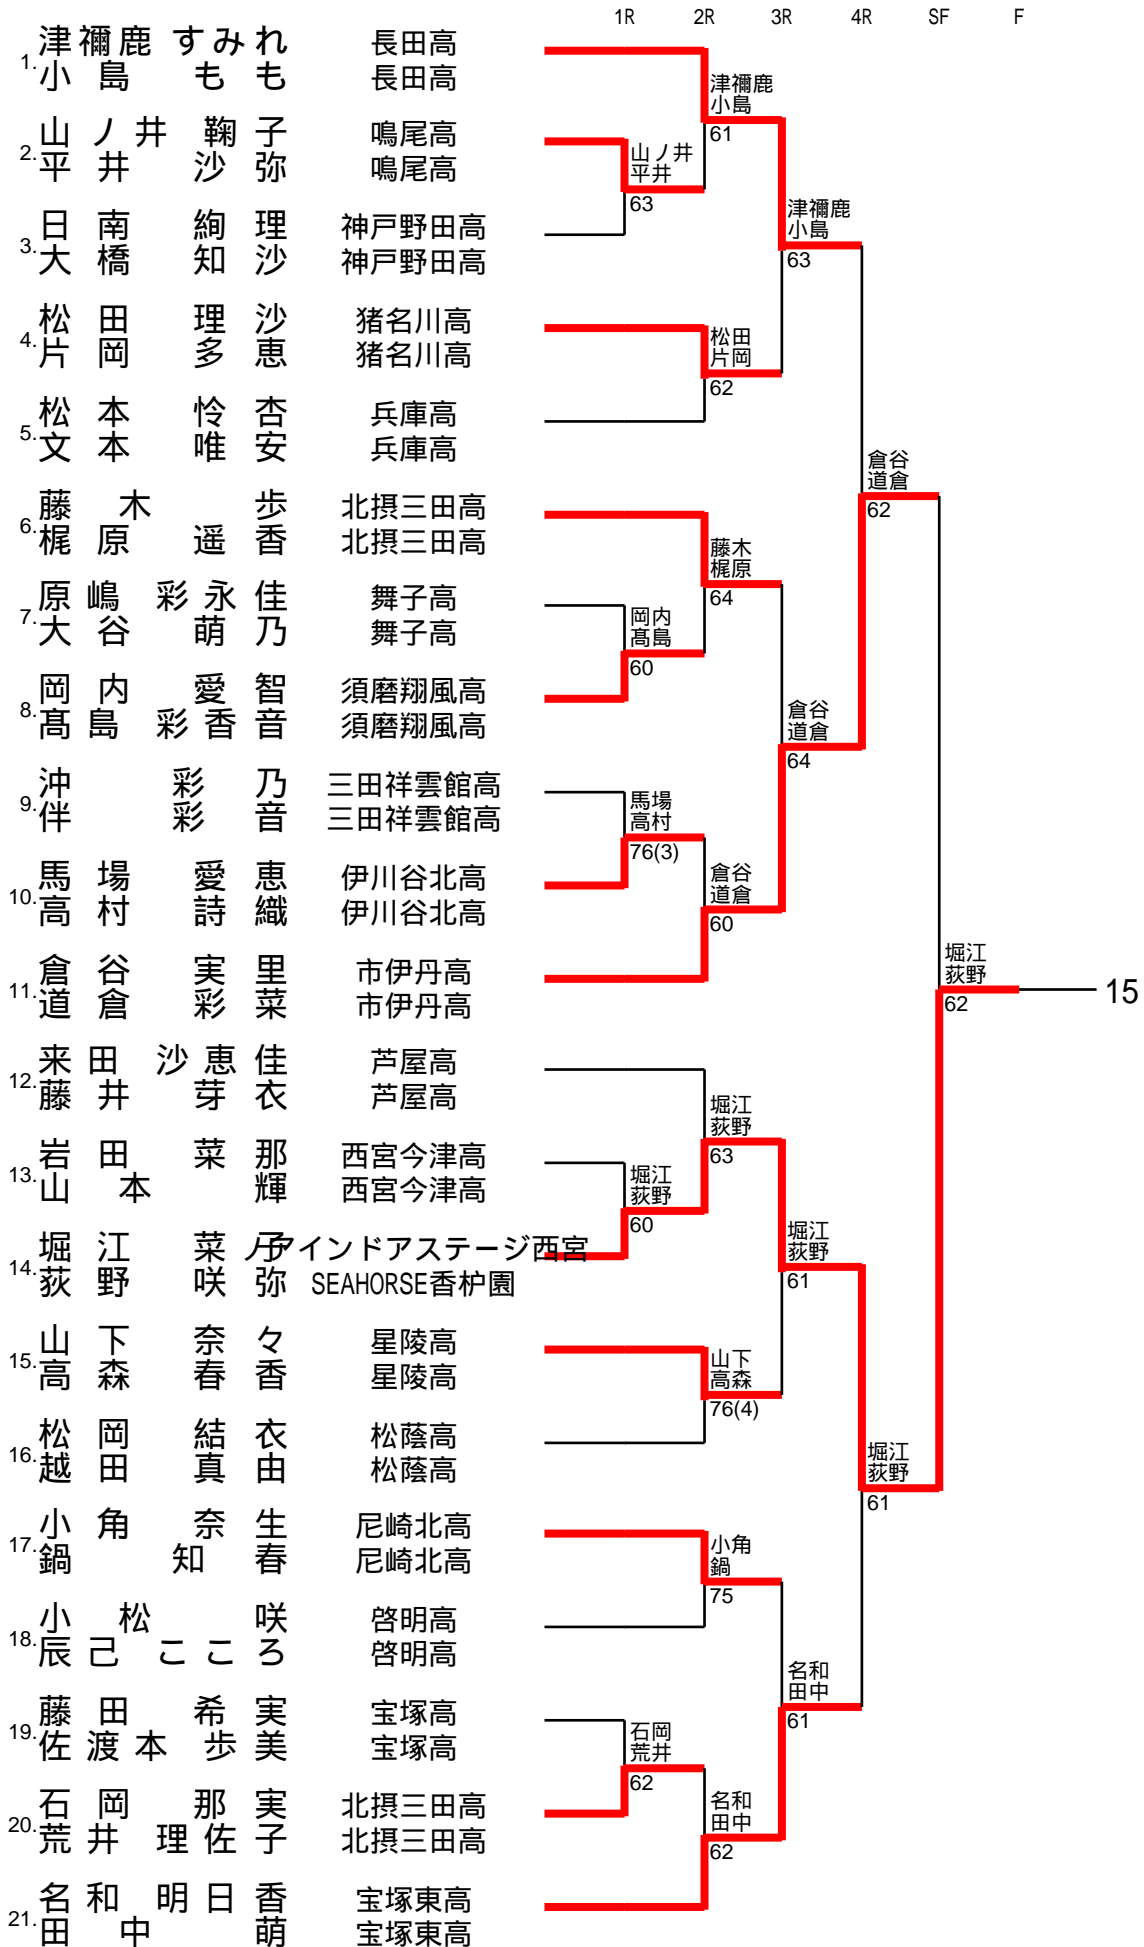 1R 2R 3R 4R SF F
1. 津禰鹿 すみれ 長田高
小島 もも 長田高
2. 山ノ井 鞠子 鳴尾高
平井 沙弥 鳴尾高
3. 日南 絢理 神戸野田高
大橋 知沙 神戸野田高
4. 松田 理沙 猪名川高
片岡 多恵 猪名川高
5. 松本 怜杏 兵庫高
文本 唯安 兵庫高
6. 藤木 歩 北摂三田高
梶原 遥香 北摂三田高
7. 原嶋 彩永佳 舞子高
大谷 萌乃 舞子高
8. 岡内 愛智 須磨翔風高
髙島 彩香音 須磨翔風高
9. 沖 彩乃 三田祥雲館高
伴 彩音 三田祥雲館高
10. 馬場 愛恵 伊川谷北高
高村 詩織 伊川谷北高
11. 倉谷 実里 市伊丹高
道倉 彩菜 市伊丹高
12. 来田 沙恵佳 芦屋高
藤井 芽衣 芦屋高
13. 岩田 菜那 西宮今津高
山本 輝 西宮今津高
14. 堀江 菜子 ノアインドアステージ西宮
荻野 咲弥 SEAHORSE香枦園
15. 山下 奈々 星陵高
高森 春香 星陵高
16. 松岡 結衣 松蔭高
越田 真由 松蔭高
17. 小角 奈生 尼崎北高
鍋 知春 尼崎北高
18. 小松 咲 啓明高
辰己 こころ 啓明高
19. 藤田 希実 宝塚高
佐渡本 歩美 宝塚高
20. 石岡 那実 北摂三田高
荒井 理佐子 北摂三田高
21. 名和 明日香 宝塚東高
田中 萌 宝塚東高
山ノ井
平井
63
岡内
髙島
60
馬場
高村
76(3)
堀江
荻野
60
石岡
荒井
62
津禰鹿
小島
61
松田
片岡
62
藤木
梶原
64
倉谷
道倉
60
堀江
荻野
63
山下
高森
76(4)
小角
鍋
75
名和
田中
62
津禰鹿
小島
63
倉谷
道倉
64
堀江
荻野
61
名和
田中
61
倉谷
道倉
62
堀江
荻野
61
堀江
荻野
62
15